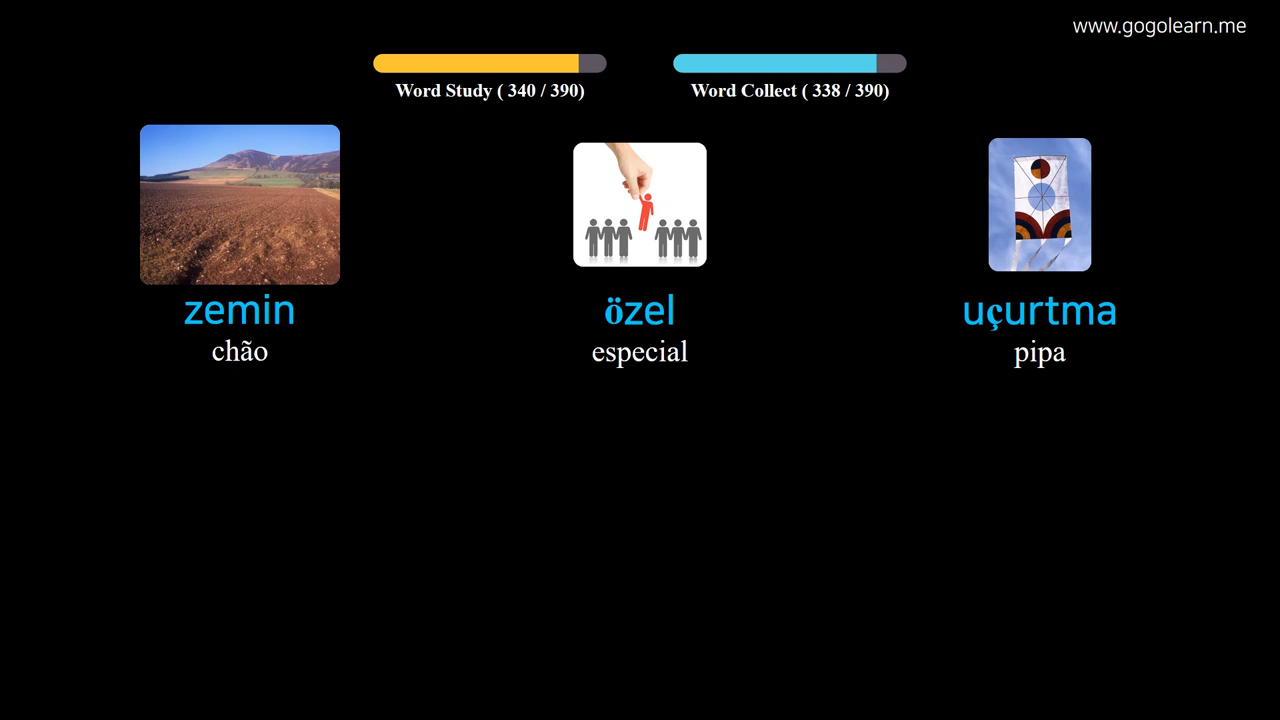 www.gogolearn.me
Word Study ( 340 / 390)
Word Collect ( 338 / 390)
zemin
chão
özel
especial
uçurtma
pipa